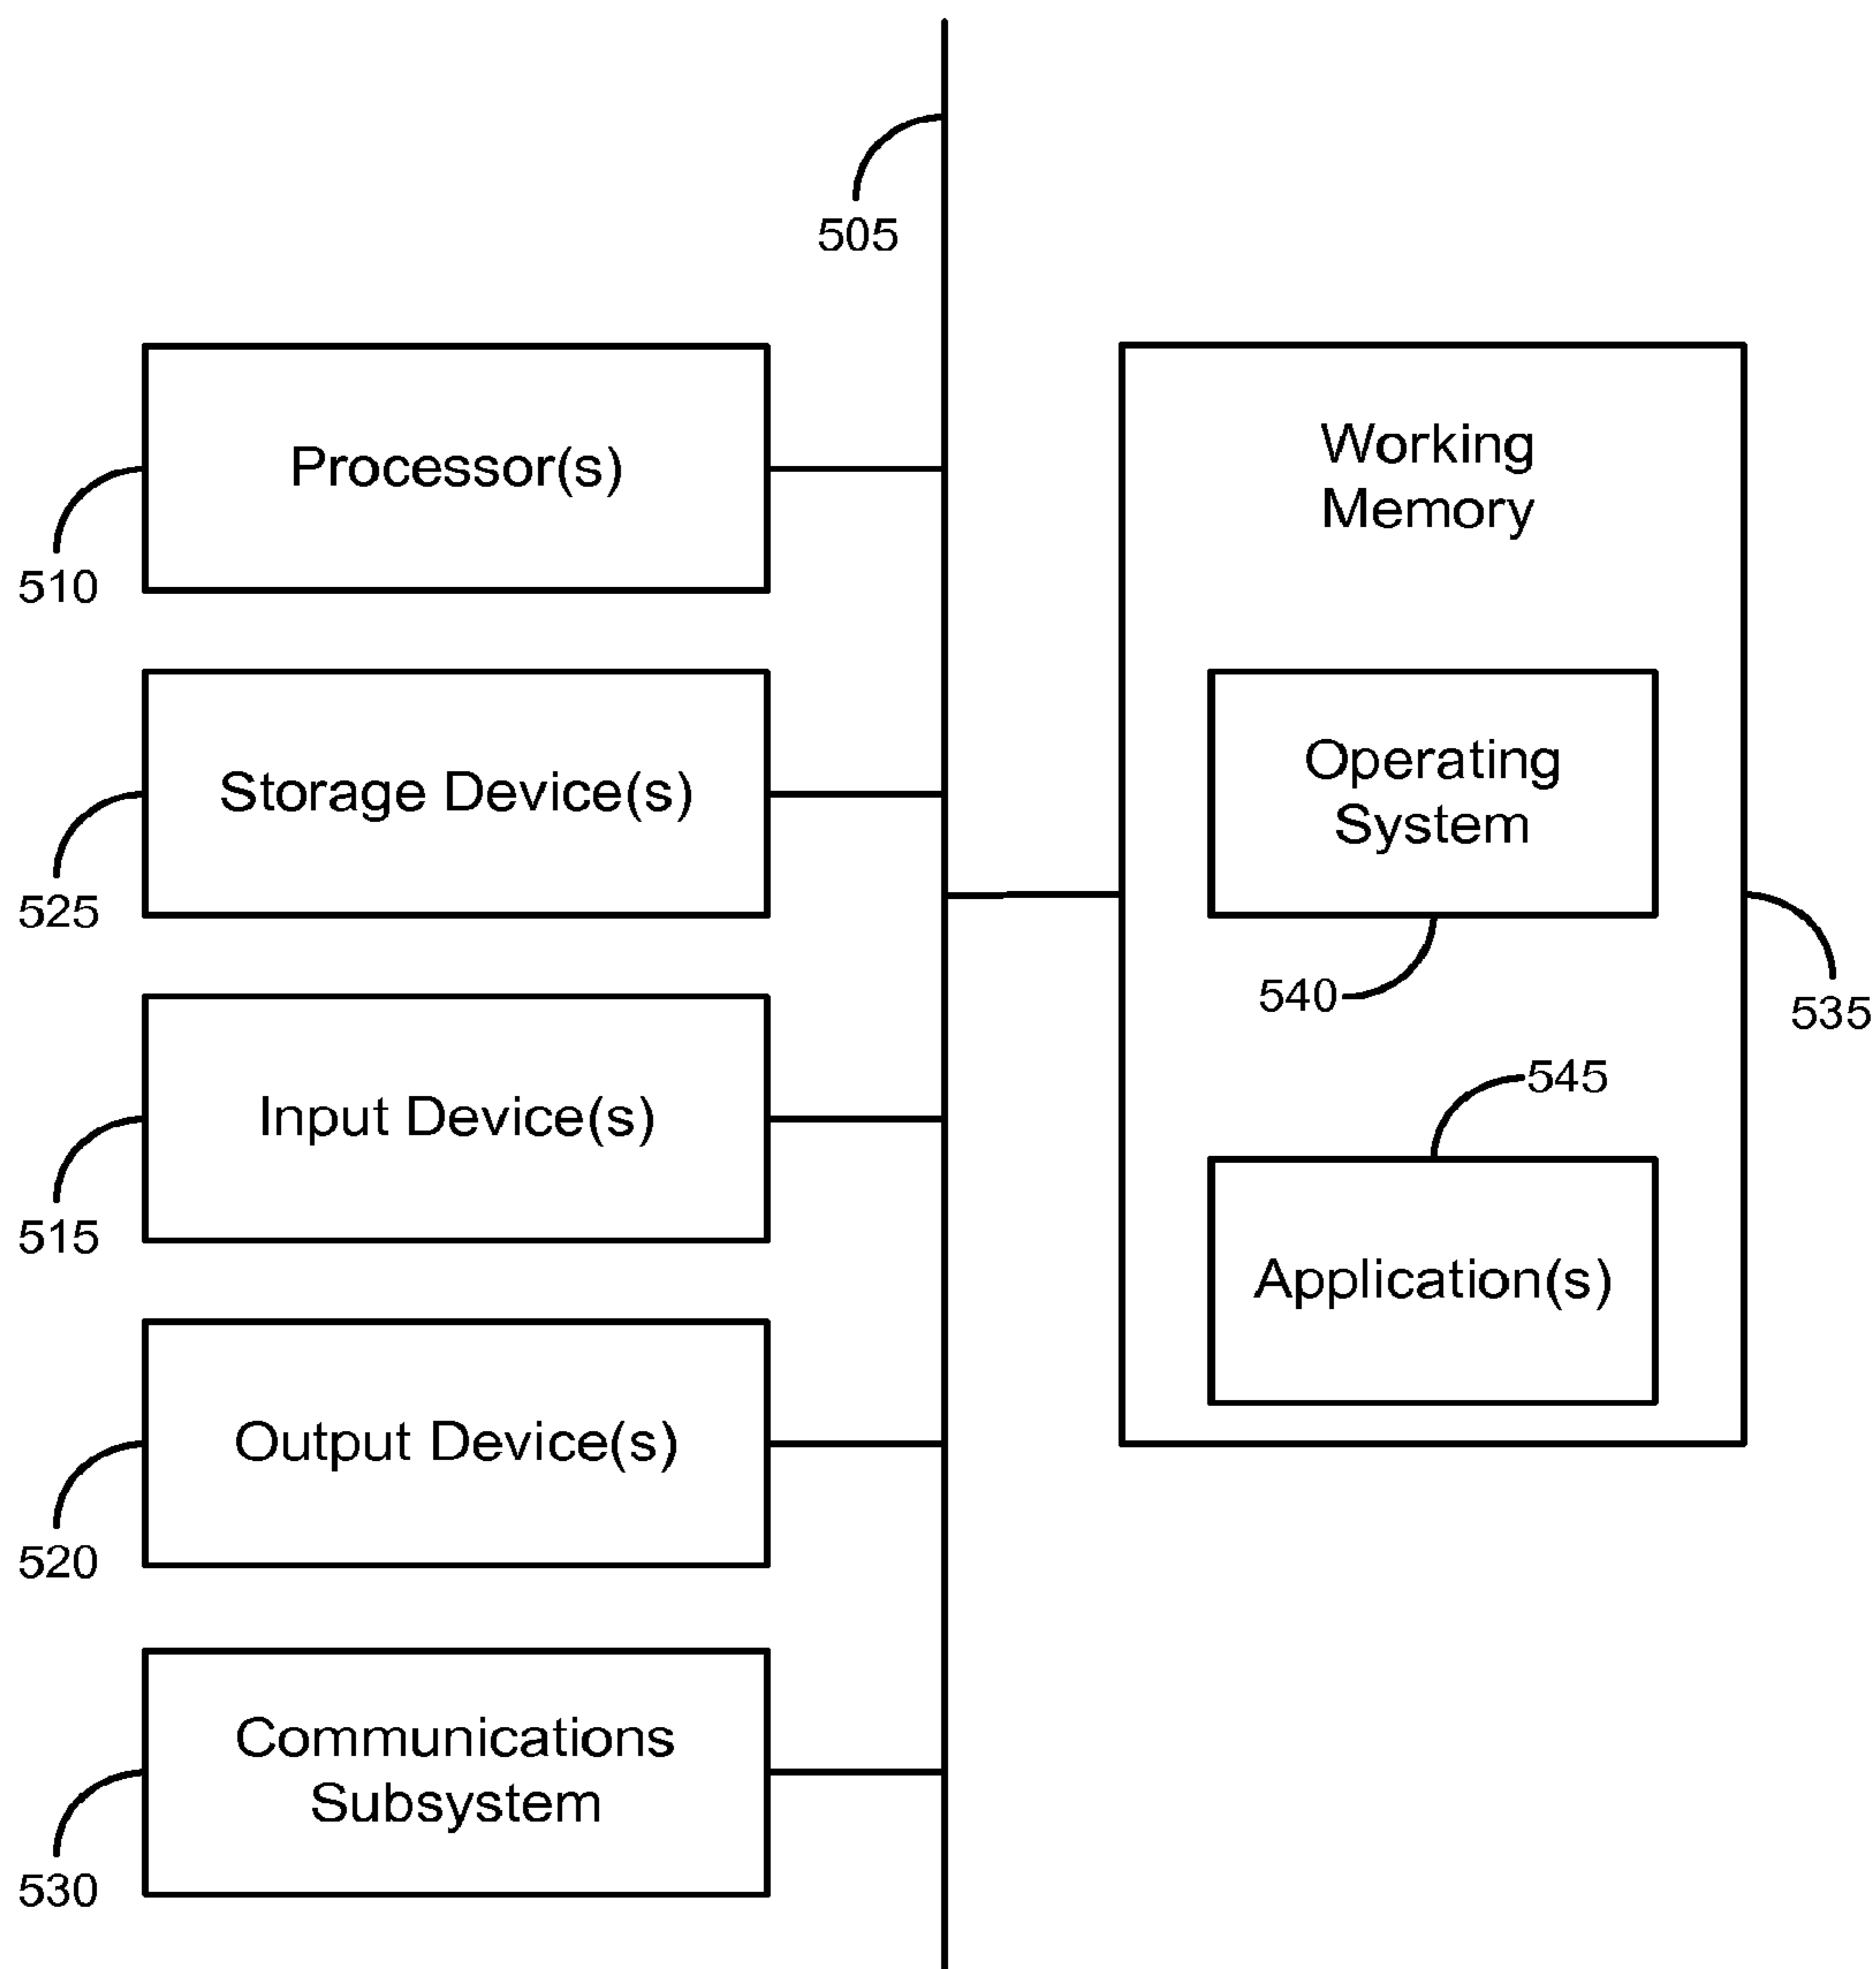 505
Processor(s)
510
Storage Device(s)
525
Input Device(s)
515
Output Device(s)
520
Communications
Subsystem
530
Working
Memory
Operating
System
540
535
545
Application(s)